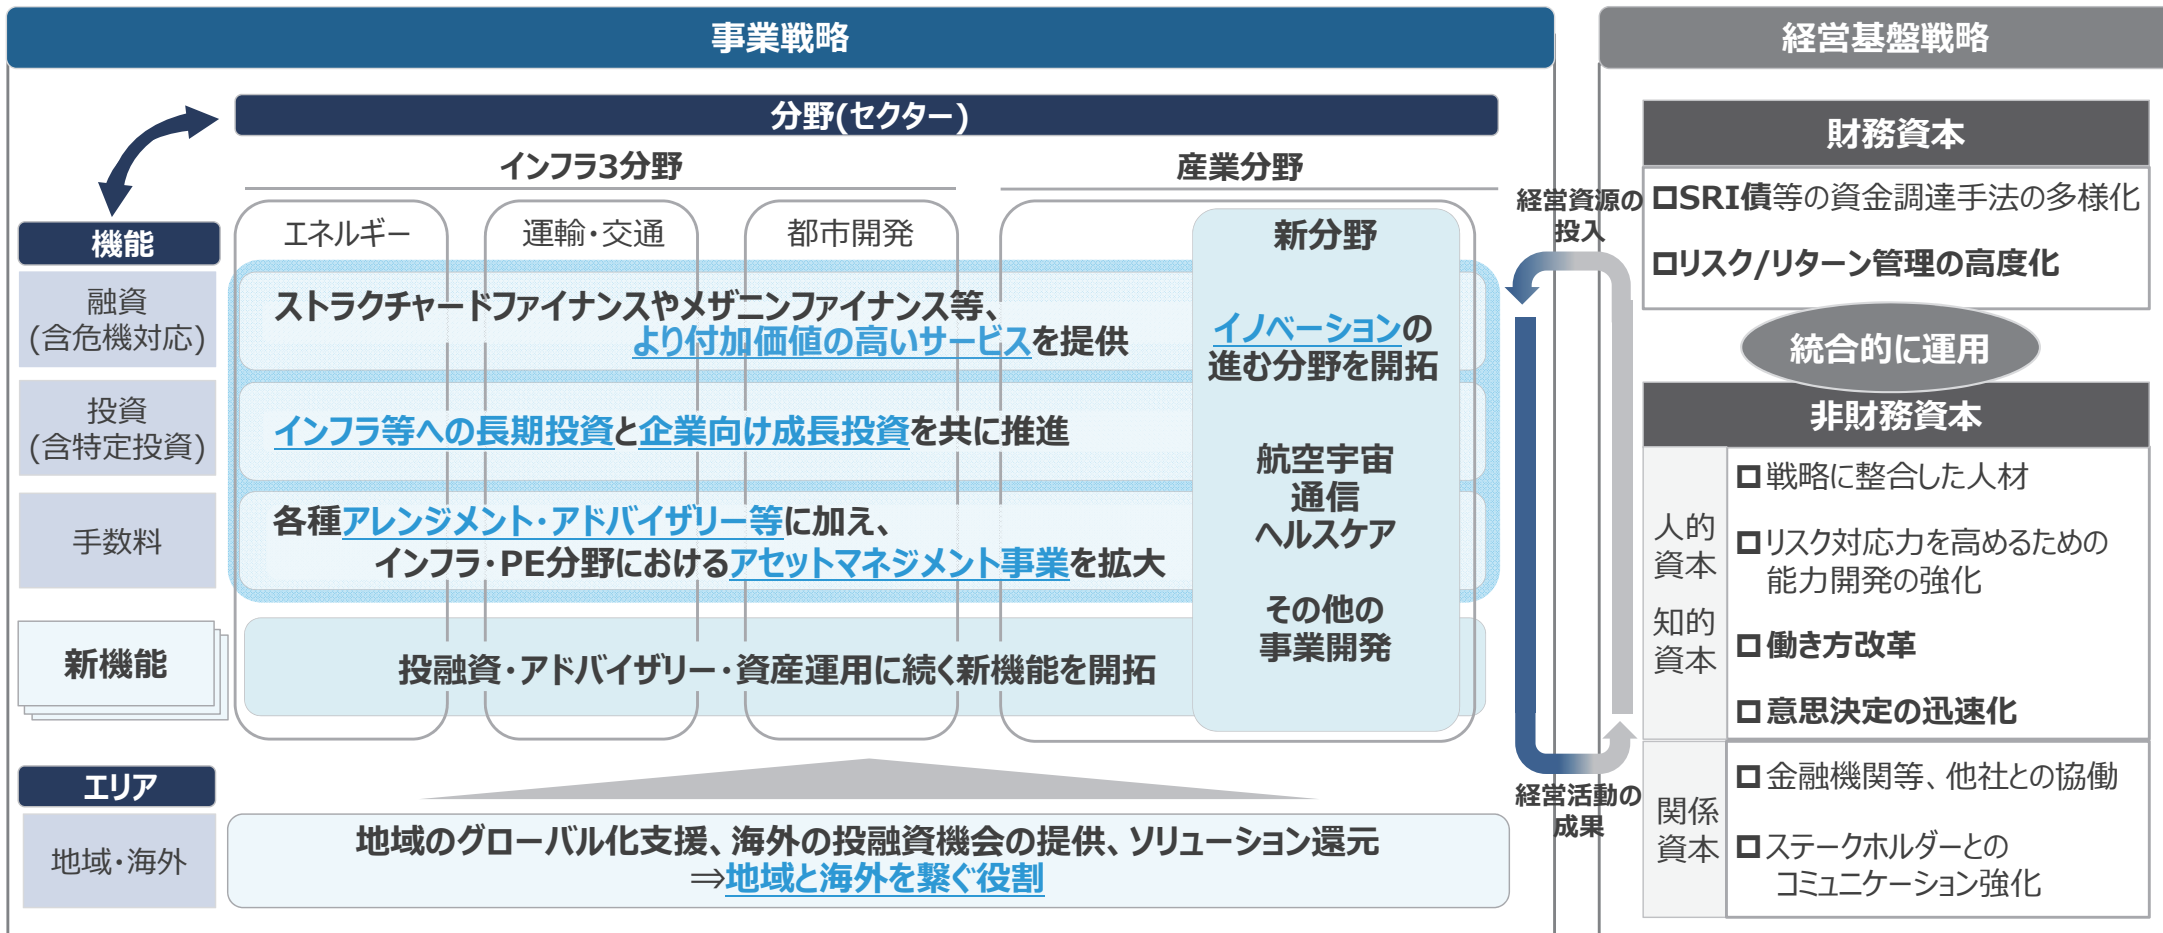 事業戦略
分野(セクター)
インフラ3分野
産業分野
エネルギー
運輸・交通
都市開発
新分野
機能
融資
(含危機対応)
ストラクチャードファイナンスやメザニンファイナンス等、
より付加価値の高いサービスを提供
投資
(含特定投資)
インフラ等への長期投資と企業向け成長投資を共に推進
手数料
各種アレンジメント・アドバイザリー等に加え、
インフラ・PE分野におけるアセットマネジメント事業を拡大
イノベーションの
進む分野を開拓
航空宇宙
通信
ヘルスケア
その他の
事業開発
新機能
投融資・アドバイザリー・資産運用に続く新機能を開拓
エリア
地域・海外
地域のグローバル化支援、海外の投融資機会の提供、ソリューション還元
⇒地域と海外を繋ぐ役割
経営資源の
投入
経営活動の
成果
経営基盤戦略
財務資本
SRI債等の資金調達手法の多様化
リスク/リターン管理の高度化
統合的に運用
非財務資本
人的
資本
知的
資本
戦略に整合した人材
リスク対応力を高めるための
能力開発の強化
働き方改革
意思決定の迅速化
関係
資本
金融機関等、他社との協働
ステークホルダーとの
コミュニケーション強化